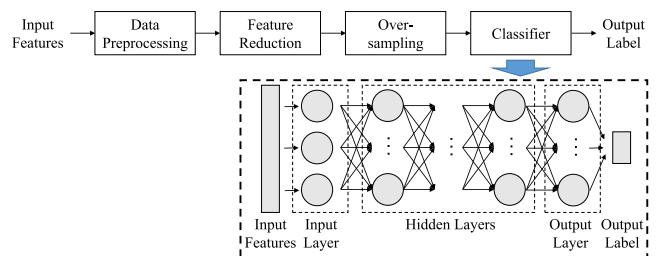 Input
Features
Data
Preprocessing
Feature
Reduction
Over-
sampling
Classifier
Output
Label
Input
Features
Input
Layer
Hidden Layers
Output
Layer
Output
Label